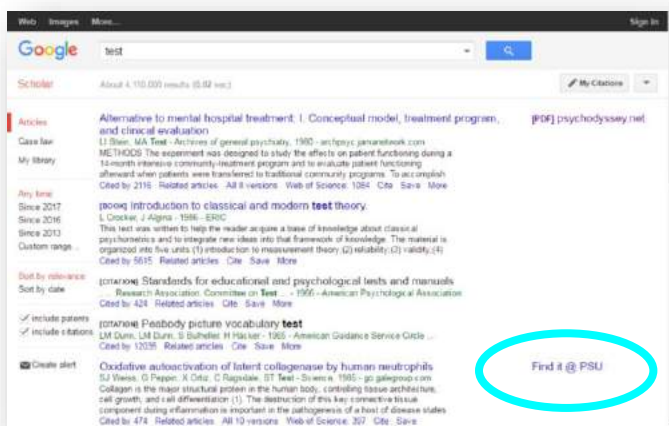 Web Images More... Sign in
Google test
Scholar About 4,110,000 results (0.02 sec) My Citations
Articles
Case law
My library
Any time
Since 2017
Since 2016
Since 2013
Custom range...
Sort by relevance
Sort by date
include patents
include citations
Create alert
Alternative to mental hospital treatment: I. Conceptual model, treatment program,
and clinical evaluation
LI Stein, MA Test - Archives of general psychiatry, 1980 - archpsyc.jamanetwork.com
METHODS The experiment was designed to study the effects on patient functioning during a
14-month intensive community-treatment program and to evaluate patient functioning
afterward when patients were transferred to traditional community programs. To accomplish
Cited by 2116 Related articles All 8 versions Web of Science: 1084 Cite Save More
[PDF] psychodyssey.net
[BOOK] Introduction to classical and modern test theory.
L Crocker, J Algina - 1986 - ERIC
This text was written to help the reader acquire a base of knowledge about classical
psychometrics and to integrate new ideas into that framework of knowledge. The material is
organized into five units: (1) introduction to measurement theory; (2) reliability; (3) validity; (4)
Cited by 5615 Related articles Cite Save More
[CITATION] Standards for educational and psychological tests and manuals
... Research Association. Committee on Test ... - 1966 - American Psychological Association
Cited by 424 Related articles Cite Save More
[CITATION] Peabody picture vocabulary test
LM Dunn, LM Dunn, S Bulheller, H Häcker - 1965 - American Guidance Service Circle ...
Cited by 12035 Related articles Cite Save More
Oxidative autoactivation of latent collagenase by human neutrophils
SJ Weiss, G Peppin, X Ortiz, C Ragsdale, ST Test - Science, 1985 - go.galegroup.com
Collagen is the major structural protein in the human body, controlling tissue architecture,
cell growth, and cell differentiation (1). The destruction of this key connective tissue
component during inflammation is important in the pathogenesis of a host of disease states
Cited by 474 Related articles All 10 versions Web of Science: 397 Cite Save
Find it @ PSU